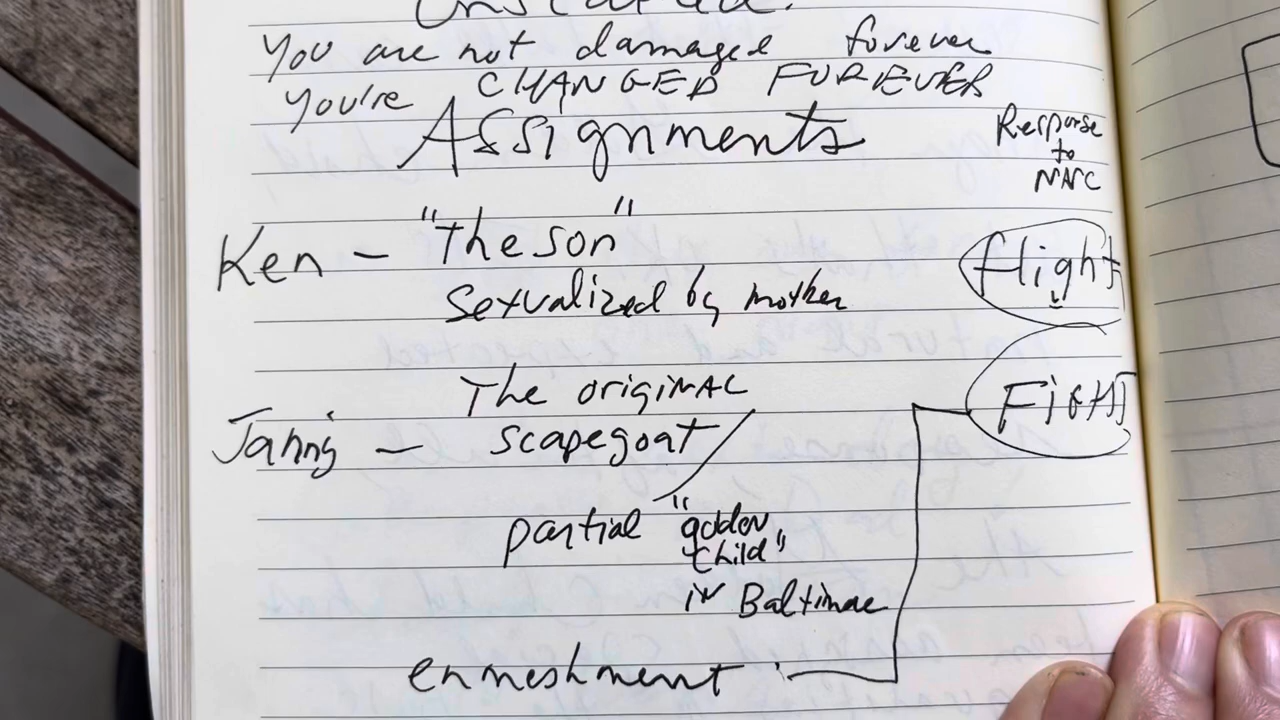 You are not damaged forever
you're CHANGED FOREVER
Assignments
Response
to
NARC
Ken — "the son"
sexualized by mother
flight
The origiNAL
scapegoat
FiGHT
partial "golden
child"
in Baltimore
enmeshment